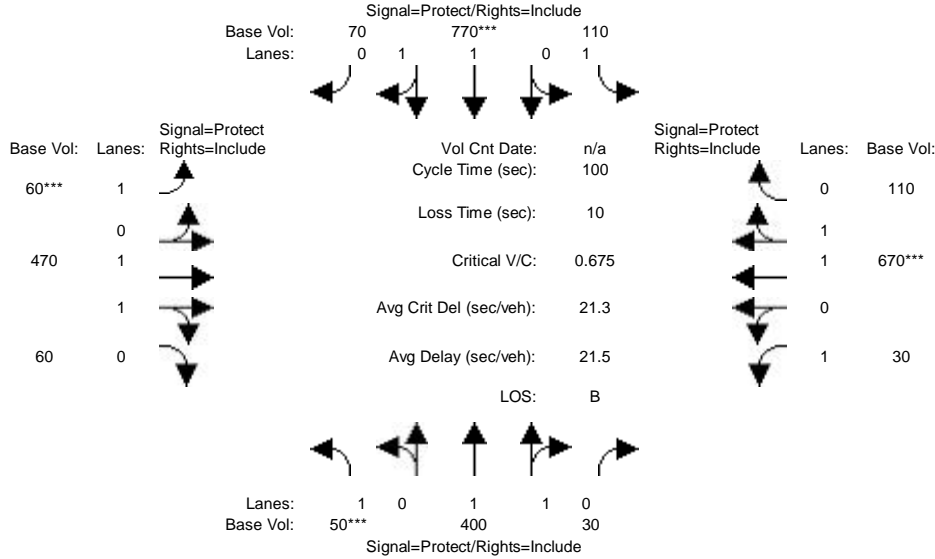 Signal=Protect/Rights=Include
Base Vol: 70 770*** 110
Lanes: 0 1 1 0 1
Signal=Protect Signal=Protect
Base Vol: Lanes: Rights=Include Vol Cnt Date: n/a Rights=Include Lanes: Base Vol:
Cycle Time (sec): 100
60*** 1 0 110
Loss Time (sec): 10
0 1
470 1 Critical V/C: 0.675 1 670***
1 Avg Crit Del (sec/veh): 21.3 0
60 0 Avg Delay (sec/veh): 21.5 1 30
LOS: B
Lanes: 1 0 1 1 0
Base Vol: 50*** 400 30
Signal=Protect/Rights=Include